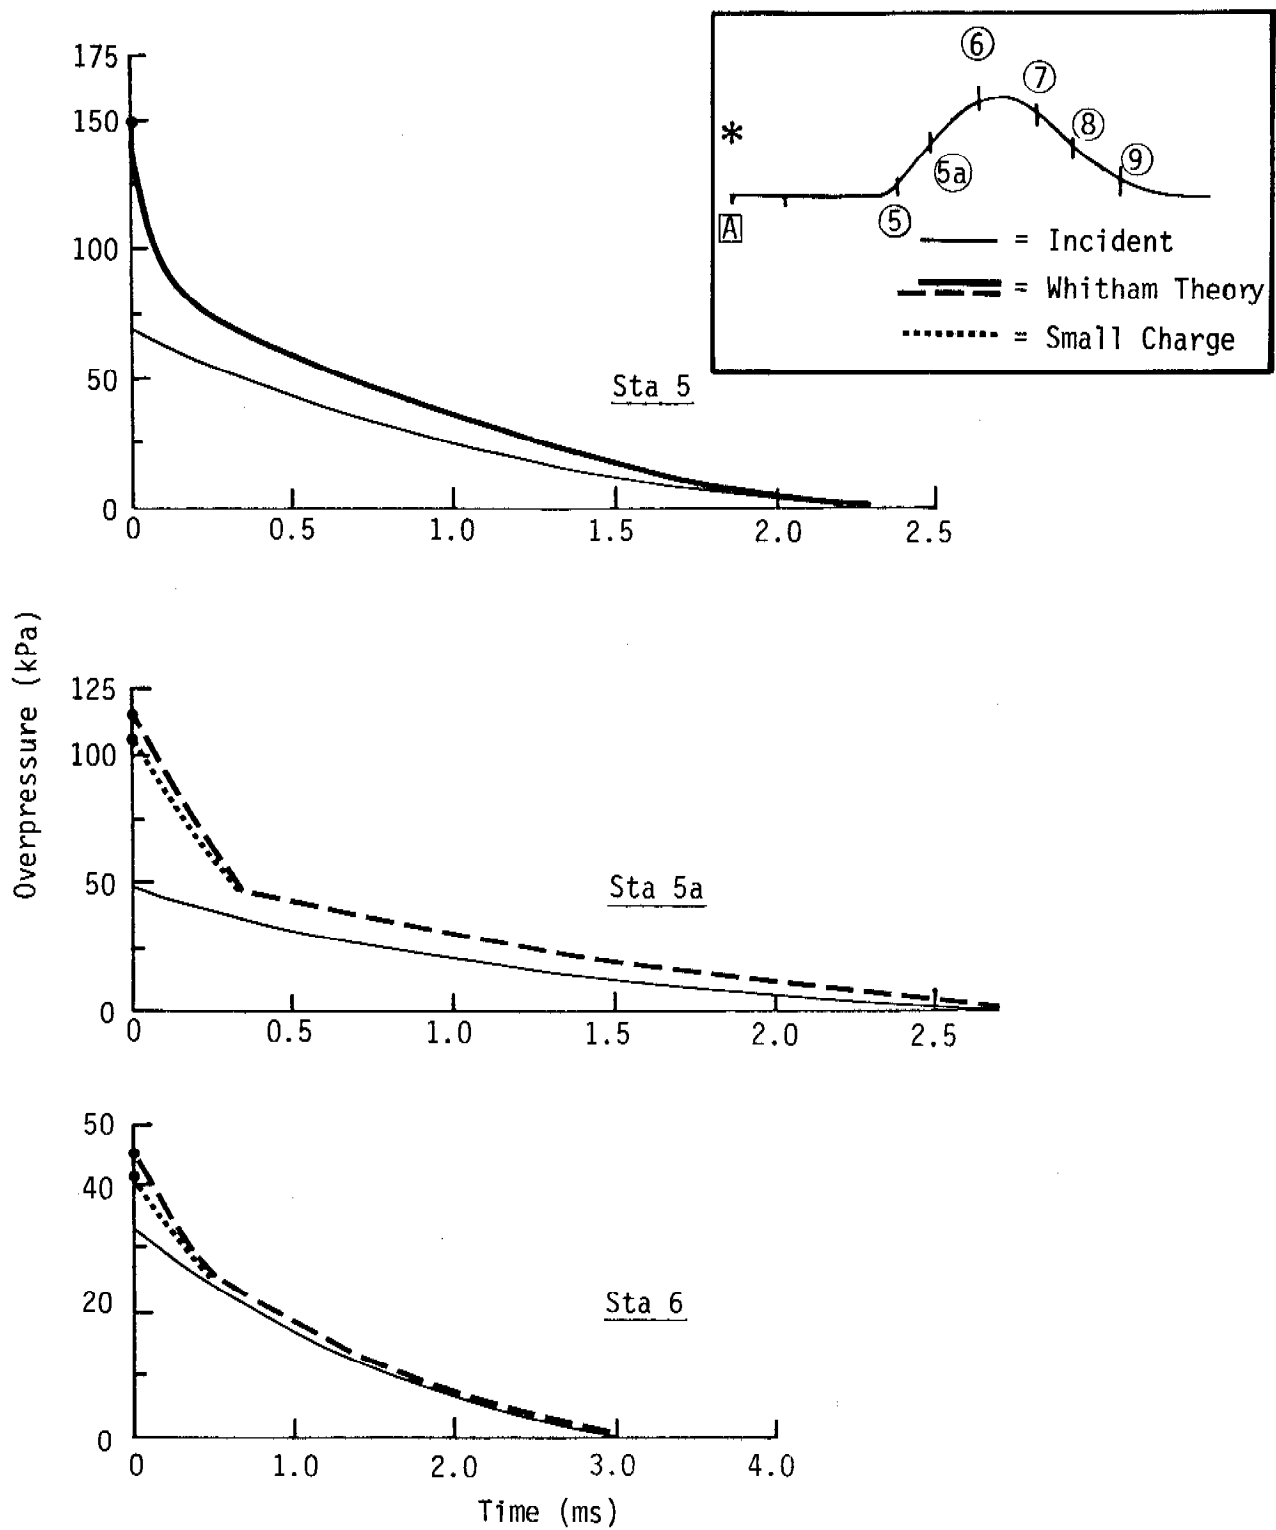 175
150
100
50
0
0 0.5 1.0 1.5 2.0 2.5
Sta 5
6
7
8
*
9
5a
A
5
= Incident
= Whitham Theory
= Small Charge
Overpressure (kPa)
125
100
50
0
0 0.5 1.0 1.5 2.0 2.5
Sta 5a
50
40
20
0
0 1.0 2.0 3.0 4.0
Sta 6
Time (ms)